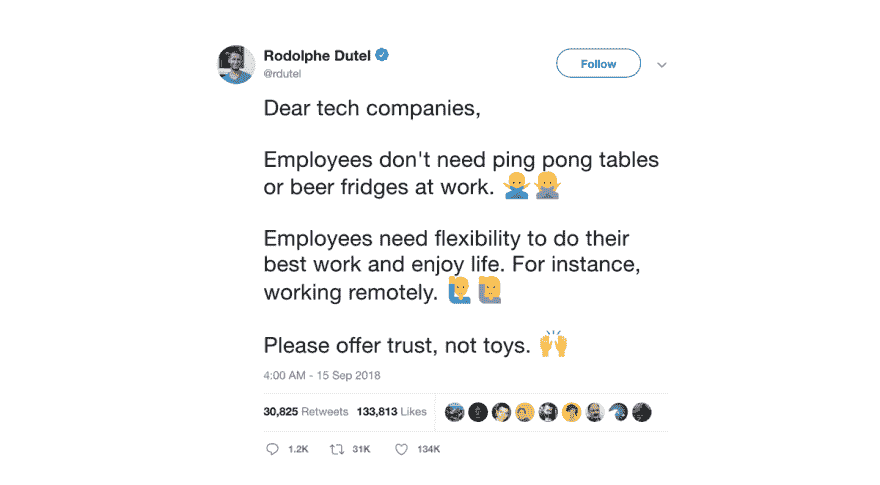 Rodolphe Dutel
@rdutel
Follow
Dear tech companies,
Employees don't need ping pong tables
or beer fridges at work. 🙅‍♂️🙅‍♀️
Employees need flexibility to do their
best work and enjoy life. For instance,
working remotely. 🙋‍♂️🙋‍♀️
Please offer trust, not toys. 🙌
4:00 AM - 15 Sep 2018
30,825 Retweets 133,813 Likes
1.2K 31K 134K